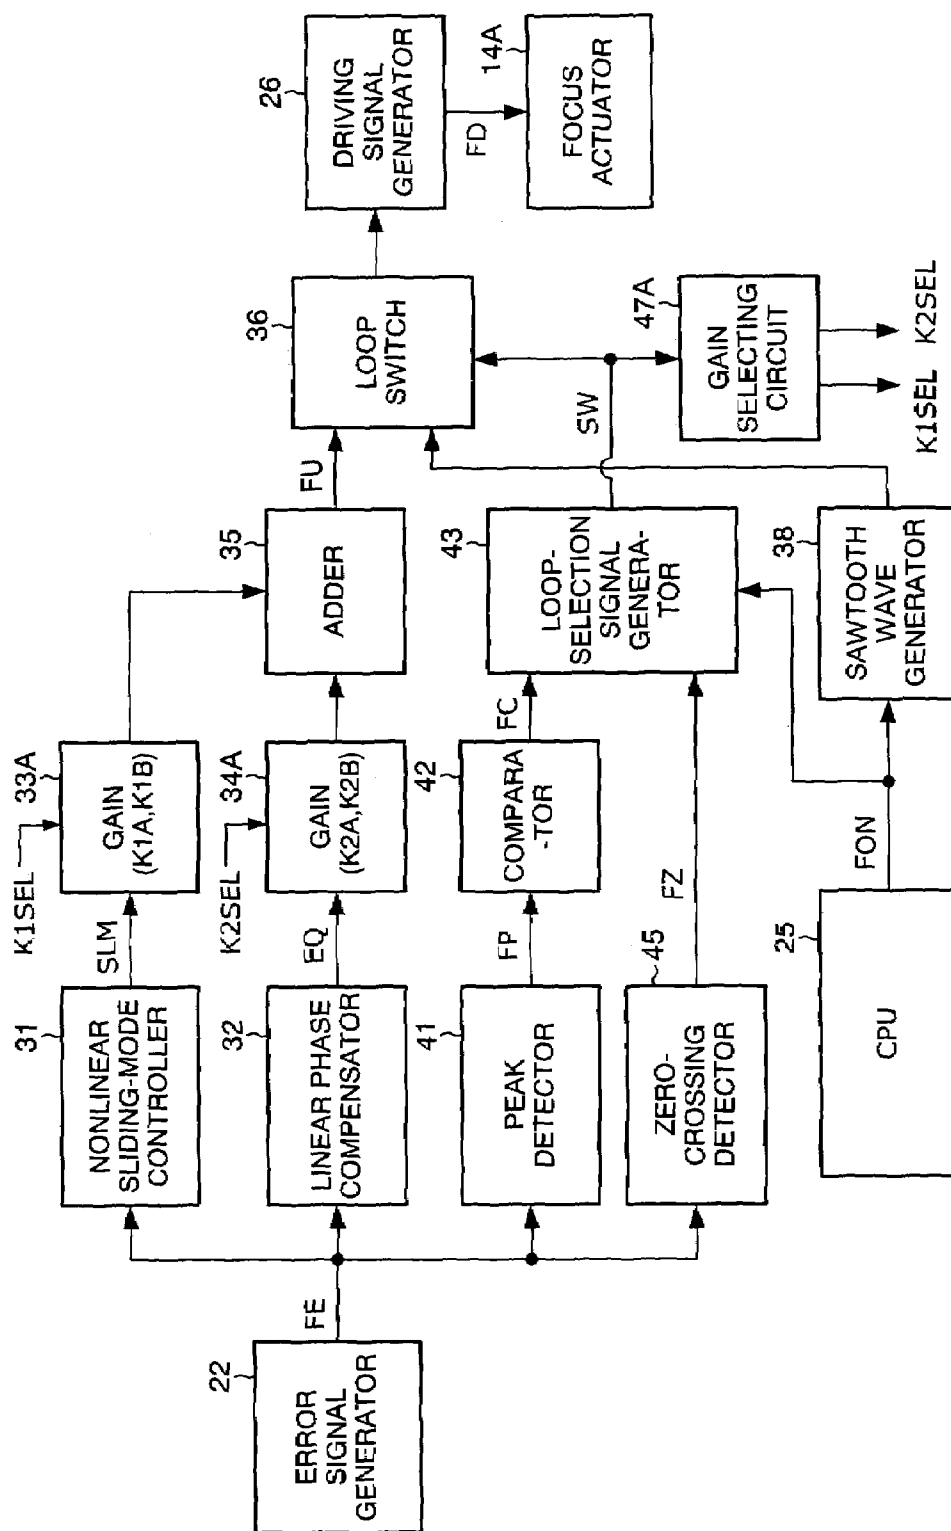 22
ERROR
SIGNAL
GENERATOR
FE
31
NONLINEAR
SLIDING-MODE
CONTROLLER
SLM
K1SEL
33A
GAIN
(K1A,K1B)
32
LINEAR PHASE
COMPENSATOR
EQ
K2SEL
34A
GAIN
(K2A,K2B)
35
ADDER
FU
36
LOOP
SWITCH
26
DRIVING
SIGNAL
GENERATOR
FD
14A
FOCUS
ACTUATOR
41
PEAK
DETECTOR
FP
42
COMPARA
-TOR
FC
43
LOOP-
SELECTION
SIGNAL
GENERA-
TOR
SW
47A
GAIN
SELECTING
CIRCUIT
K1SEL
K2SEL
45
ZERO-
CROSSING
DETECTOR
FZ
25
CPU
FON
38
SAWTOOTH
WAVE
GENERATOR